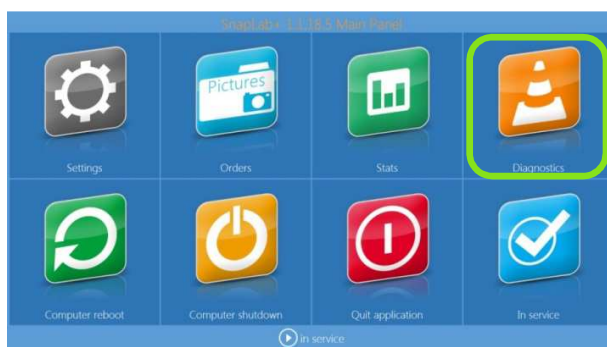 SnapLab+ 1.1.18.5 Main Panel
Pictures
Settings
Orders
Stats
Diagnostics
Computer reboot
Computer shutdown
Quit application
In service
in service